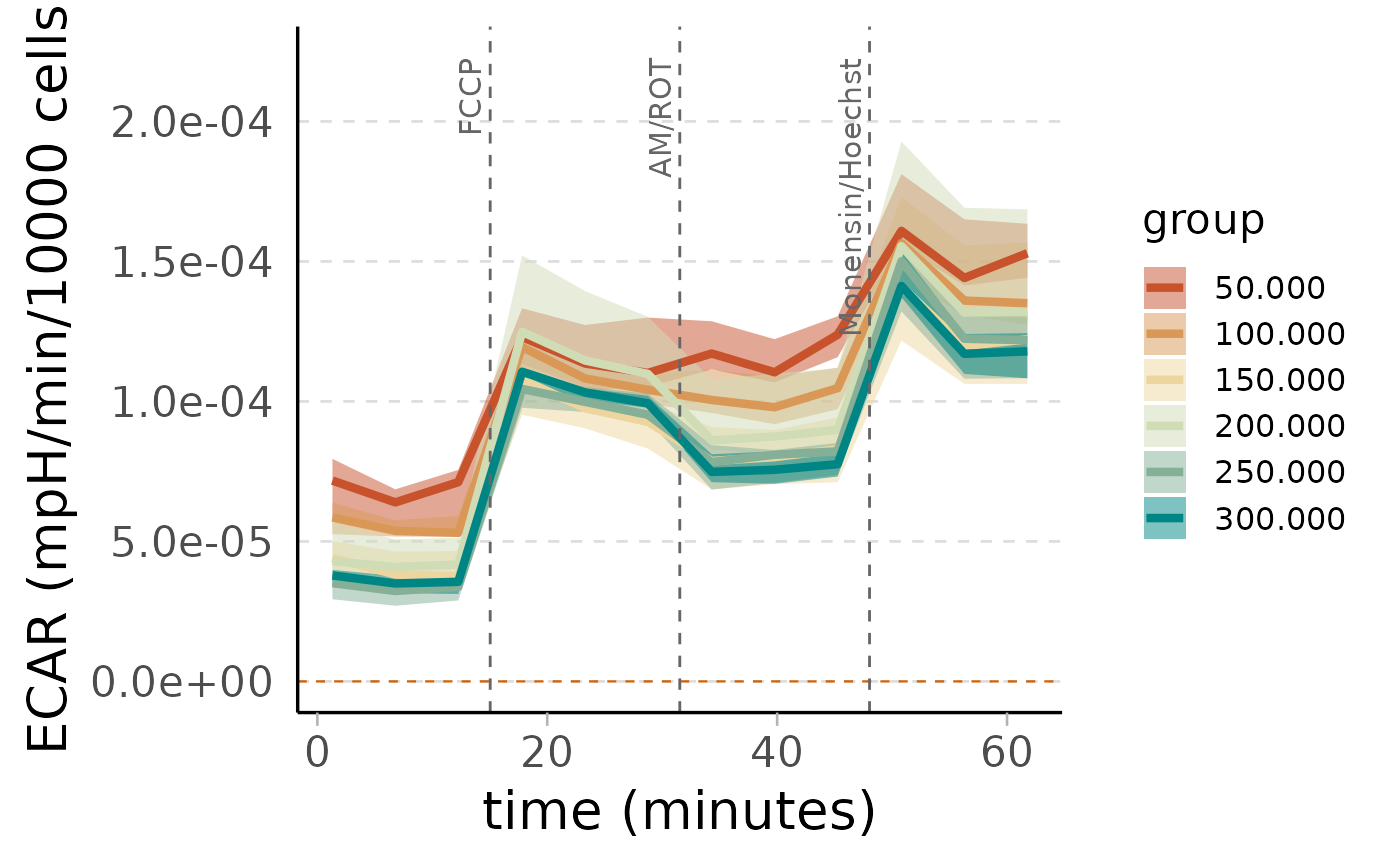 ECAR (mpH/min/10000 cells
2.0e-04
1.5e-04
1.0e-04
5.0e-05
0.0e+00
FCCP
AM/ROT
Monensin/Hoechst
0
20
40
60
time (minutes)
group
50.000
100.000
150.000
200.000
250.000
300.000